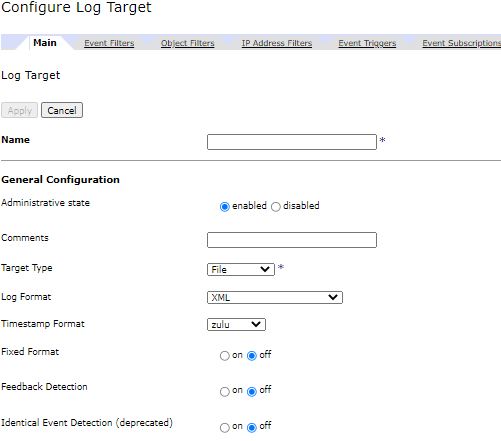 Configure Log Target
Main Event Filters Object Filters IP Address Filters Event Triggers Event Subscriptions
Log Target
Apply Cancel
Name *
General Configuration
Administrative state enabled disabled
Comments
Target Type File *
Log Format XML
Timestamp Format zulu
Fixed Format on off
Feedback Detection on off
Identical Event Detection (deprecated) on off